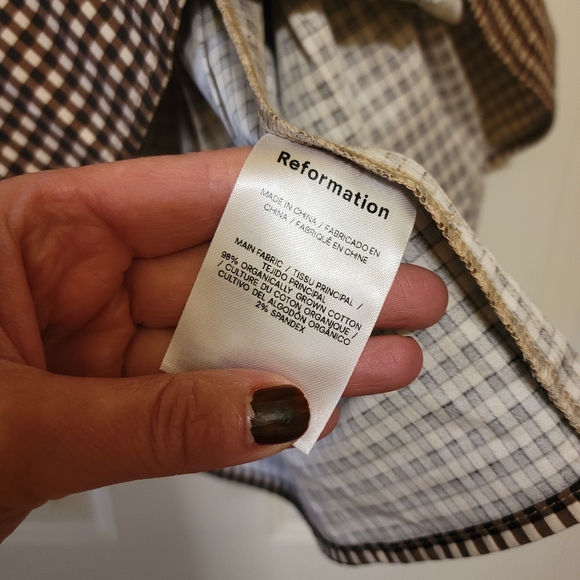 Reformation
MADE IN CHINA / FABRICADO EN
CHINA / FABRIQUÉ EN CHINE
MAIN FABRIC / TISSU PRINCIPAL /
TEJIDO PRINCIPAL
98% ORGANICALLY GROWN COTTON
/ CULTURE DU COTON ORGANIQUE /
CULTIVO DEL ALGODÓN ORGÁNICO
2% SPANDEX